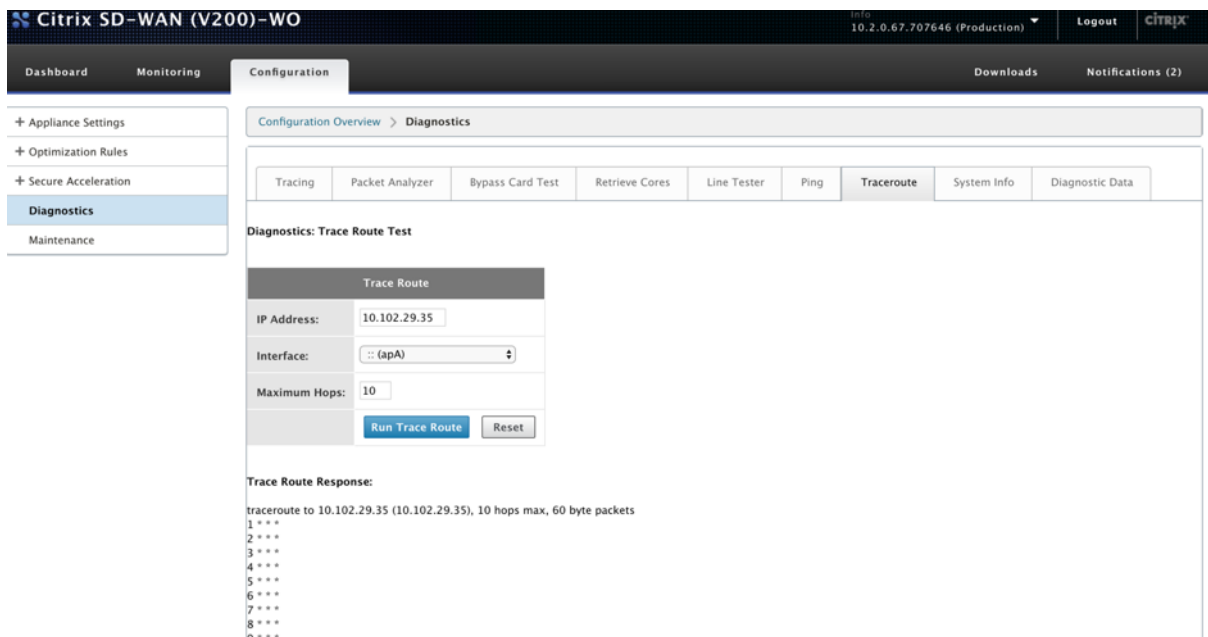 Citrix SD-WAN (V200)-WO
Info
10.2.0.67.707646 (Production)
Logout
CİTRIX
Dashboard
Monitoring
Configuration
Downloads
Notifications (2)
+ Appliance Settings
+ Optimization Rules
+ Secure Acceleration
Diagnostics
Maintenance
Configuration Overview > Diagnostics
Tracing
Packet Analyzer
Bypass Card Test
Retrieve Cores
Line Tester
Ping
Traceroute
System Info
Diagnostic Data
Diagnostics: Trace Route Test
Trace Route
IP Address: 10.102.29.35
Interface: :: (apA)
Maximum Hops: 10
Run Trace Route
Reset
Trace Route Response:
traceroute to 10.102.29.35 (10.102.29.35), 10 hops max, 60 byte packets
1 * * *
2 * * *
3 * * *
4 * * *
5 * * *
6 * * *
7 * * *
8 * * *
9 * * *